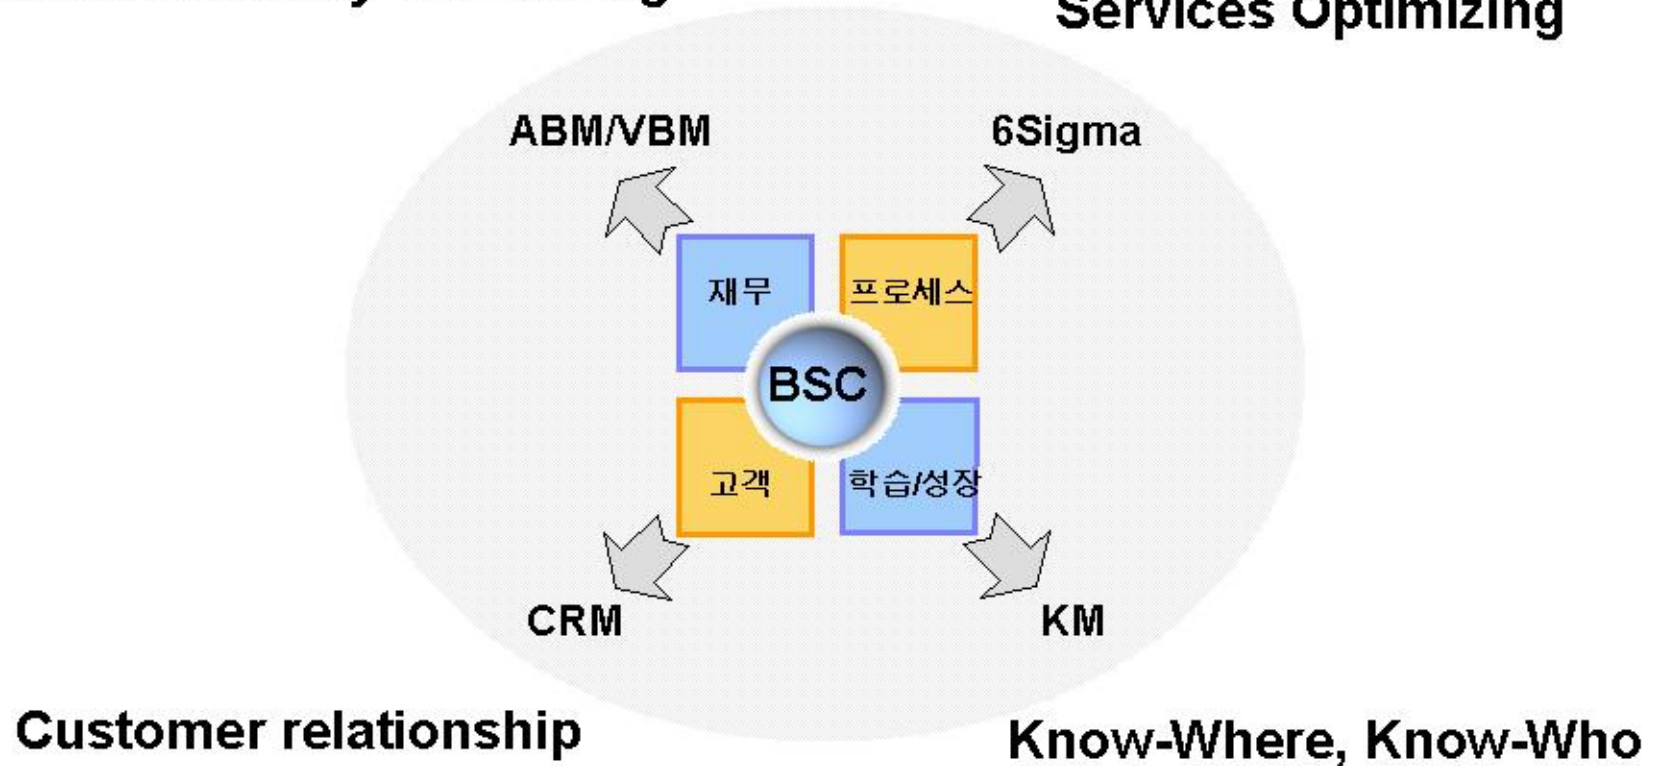 Services Optimizing
ABM/VBM
6Sigma
재무
프로세스
BSC
고객
학습/성장
CRM
KM
Customer relationship
Know-Where, Know-Who